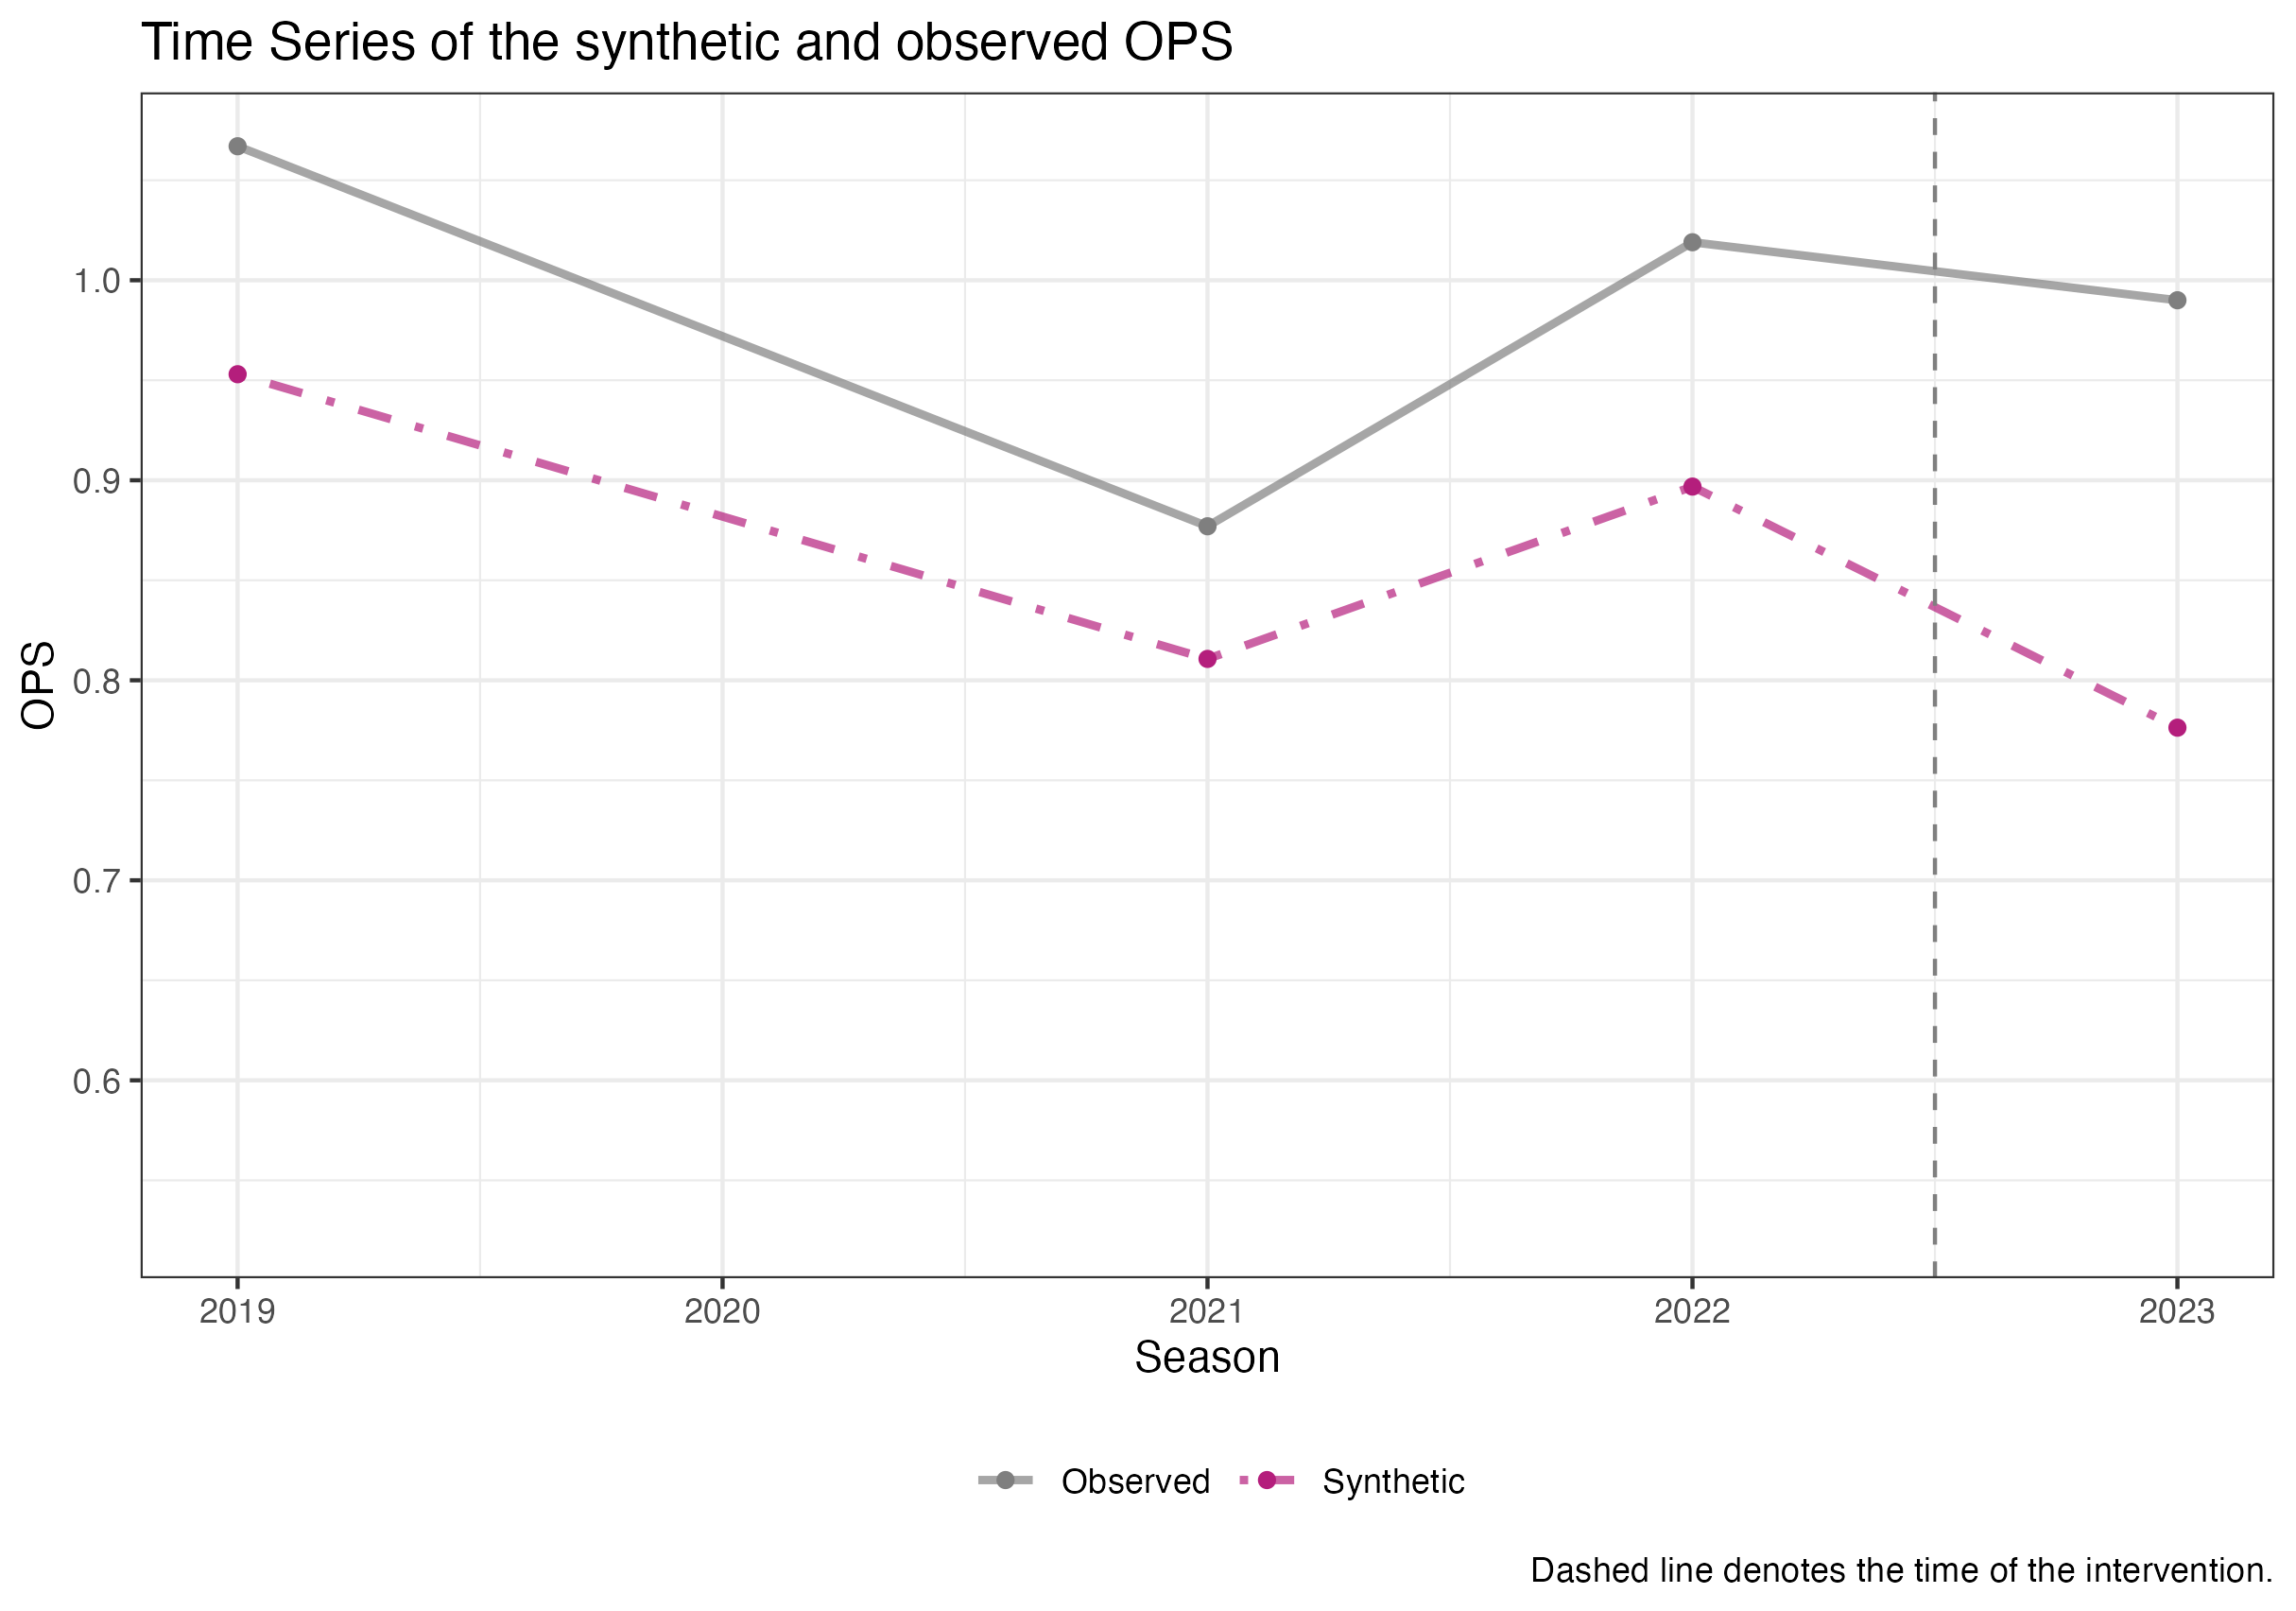 Time Series of the synthetic and observed OPS
OPS
1.0
0.9
0.8
0.7
0.6
2019 2020 2021 2022 2023
Season
Observed Synthetic
Dashed line denotes the time of the intervention.